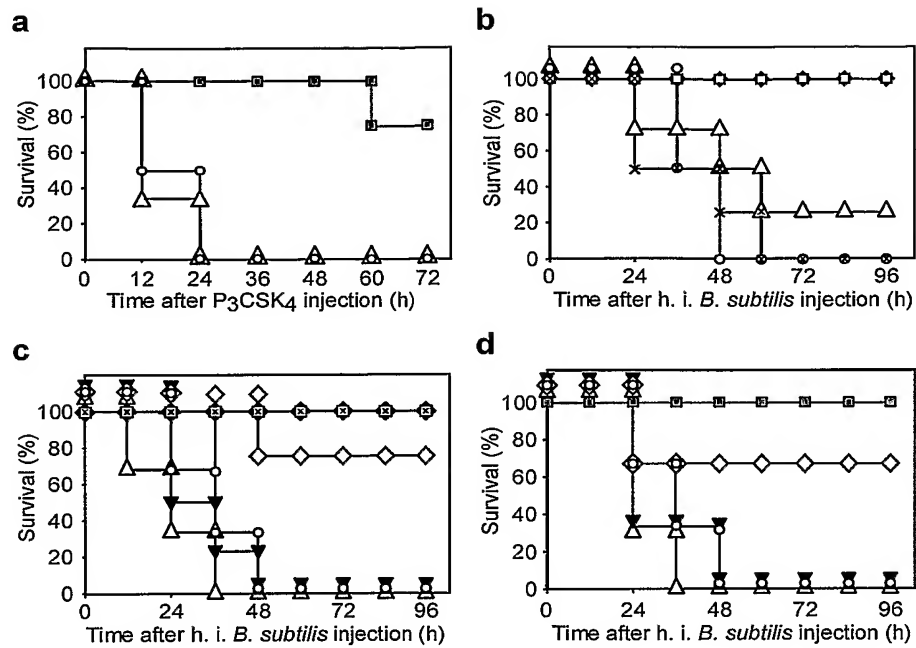 a
Survival (%)
100
80
60
40
20
0
0 12 24 36 48 60 72
Time after P3CSK4 injection (h)
b
Survival (%)
100
80
60
40
20
0
0 24 48 72 96
Time after h. i. B. subtilis injection (h)
c
Survival (%)
100
80
60
40
20
0
0 24 48 72 96
Time after h. i. B. subtilis injection (h)
d
Survival (%)
100
80
60
40
20
0
0 24 48 72 96
Time after h. i. B. subtilis injection (h)